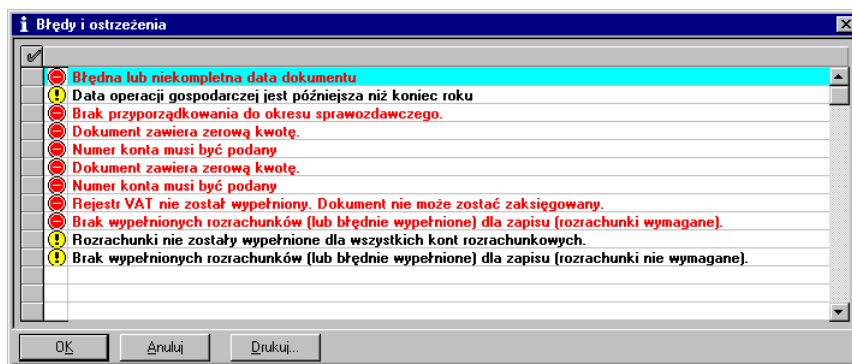 Błędy i ostrzeżenia
Błędna lub niekompletna data dokumentu
Data operacji gospodarczej jest późniejsza niż koniec roku
Brak przyporządkowania do okresu sprawozdawczego.
Dokument zawiera zerową kwotę.
Numer konta musi być podany
Dokument zawiera zerową kwotę.
Numer konta musi być podany
Rejestr VAT nie został wypełniony. Dokument nie może zostać zaksięgowany.
Brak wypełnionych rozrachunków (lub błędnie wypełnione) dla zapisu (rozrachunki wymagane).
Rozrachunki nie zostały wypełnione dla wszystkich kont rozrachunkowych.
Brak wypełnionych rozrachunków (lub błędnie wypełnione) dla zapisu (rozrachunki nie wymagane).
OK Anuluj Drukuj...